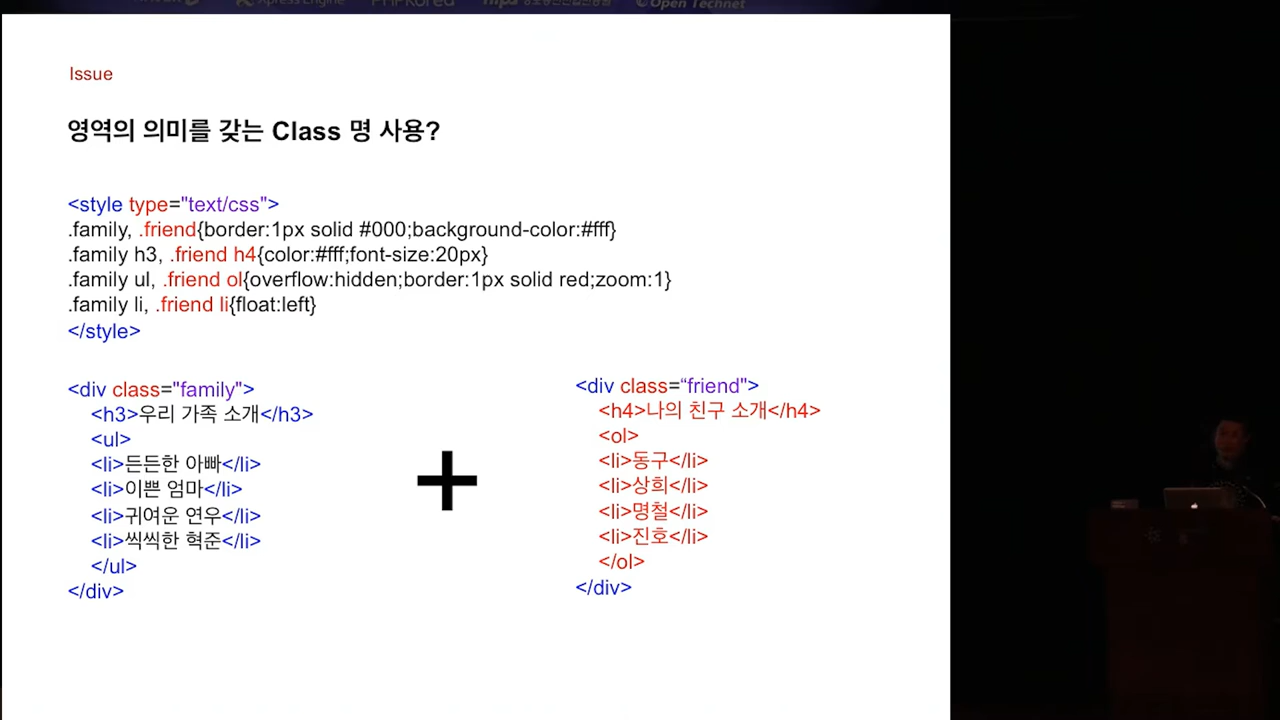 Xpress Engine PHPKorea Open Technet
Issue
영역의 의미를 갖는 Class 명 사용?
<style type="text/css">
.family, .friend{border:1px solid #000;background-color:#fff}
.family h3, .friend h4{color:#fff;font-size:20px}
.family ul, .friend ol{overflow:hidden;border:1px solid red;zoom:1}
.family li, .friend li{float:left}
</style>
<div class="family">
<h3>우리 가족 소개</h3>
<ul>
<li>든든한 아빠</li>
<li>이쁜 엄마</li>
<li>귀여운 연우</li>
<li>씩씩한 혁준</li>
</ul>
</div>
+
<div class=“friend">
<h4>나의 친구 소개</h4>
<ol>
<li>동구</li>
<li>상희</li>
<li>명철</li>
<li>진호</li>
</ol>
</div>